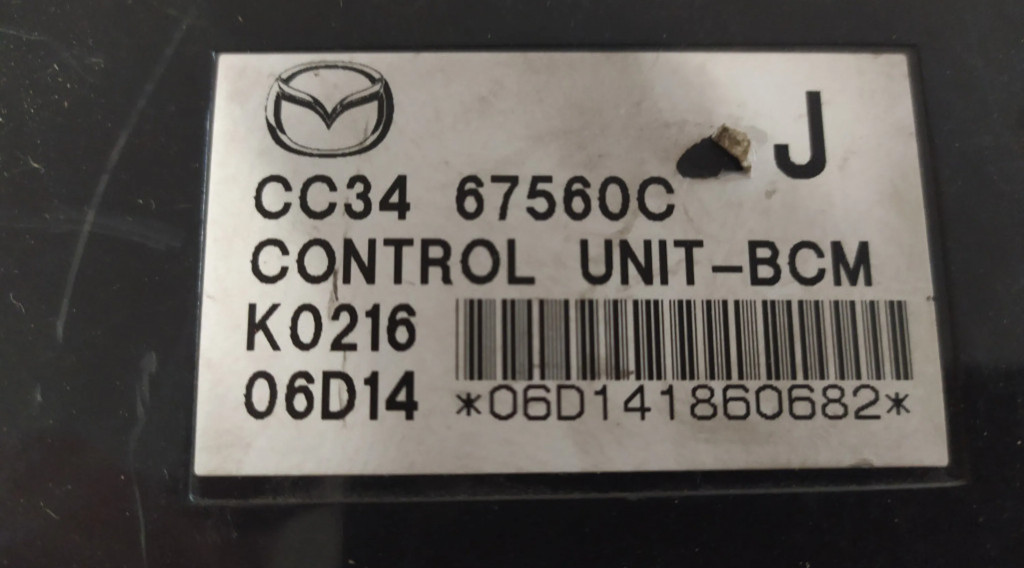 J
CC34 67560C
CONTROL UNIT-BCM
K0216
06D14 *06D141860682*